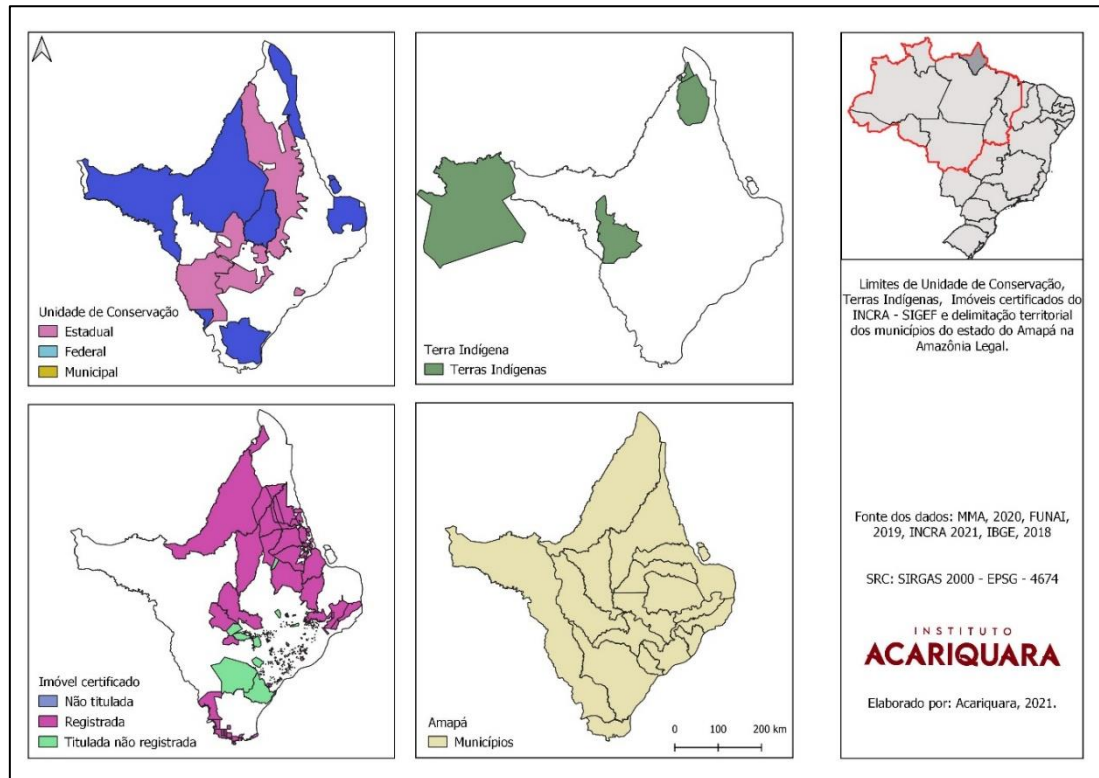 Unidade de Conservação
Estadual
Federal
Municipal
Terra Indígena
Terras Indígenas
Imóvel certificado
Não titulada
Registrada
Titulada não registrada
Amapá
Municípios
0 100 200 km
Limites de Unidade de Conservação,
Terras Indígenas, Imóveis certificados do
INCRA - SIGEF e delimitação territorial
dos municípios do estado do Amapá na
Amazônia Legal.
Fonte dos dados: MMA, 2020, FUNAI,
2019, INCRA 2021, IBGE, 2018
SRC: SIRGAS 2000 - EPSG - 4674
INSTITUTO
ACARIQUARA
Elaborado por: Acariquara, 2021.